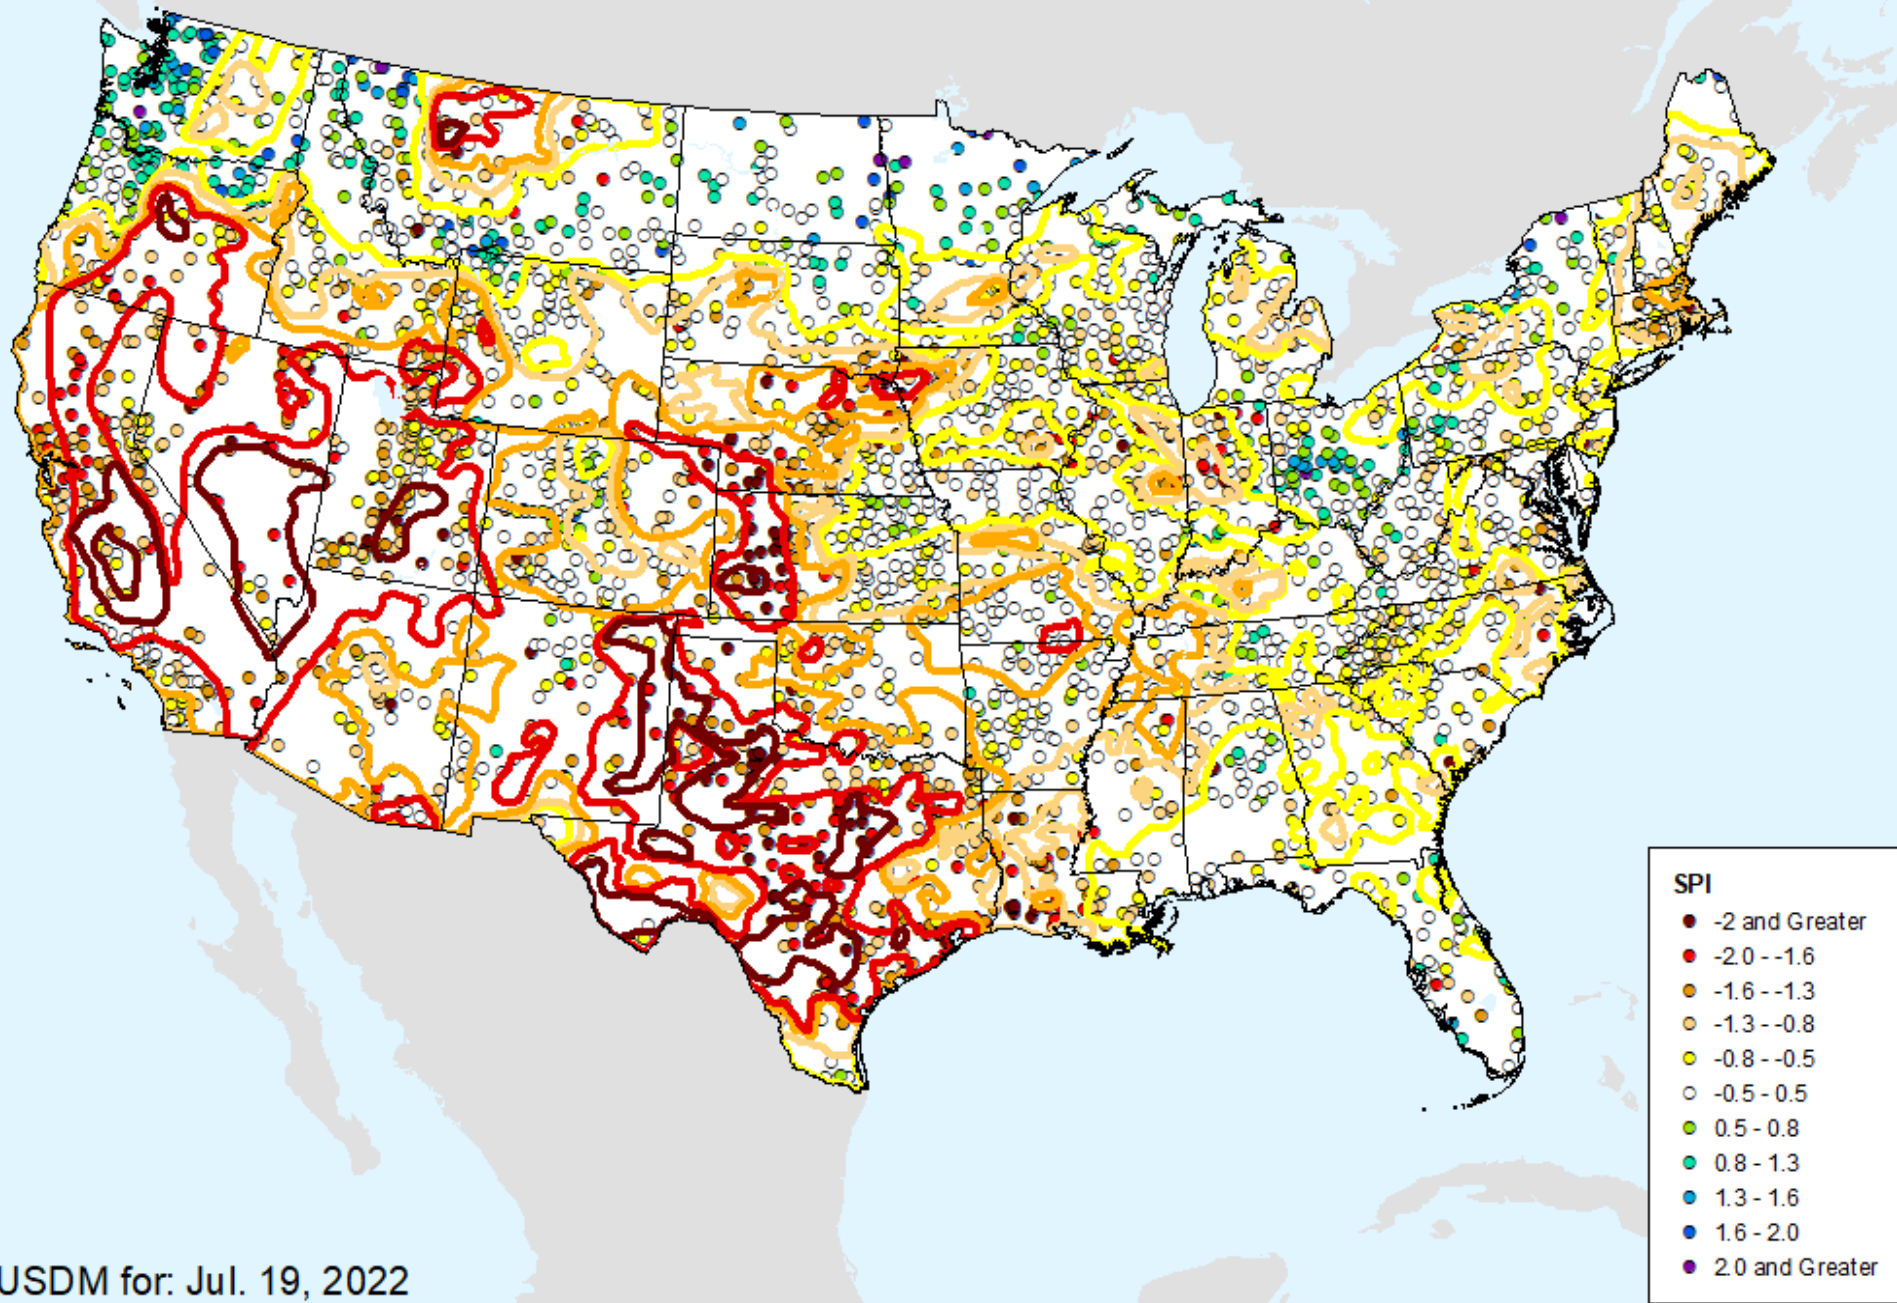 SPI
-2 and Greater
-2.0 - -1.6
-1.6 - -1.3
-1.3 - -0.8
-0.8 - -0.5
-0.5 - 0.5
0.5 - 0.8
0.8 - 1.3
1.3 - 1.6
1.6 - 2.0
2.0 and Greater
USDM for: Jul. 19, 2022